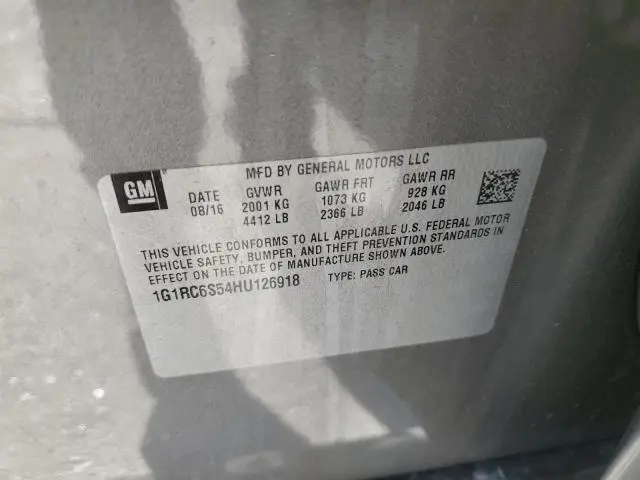 MFD BY GENERAL MOTORS LLC
GM
DATE GVWR GAWR FRT GAWR RR
08/16 2001 KG 1073 KG 928 KG
4412 LB 2366 LB 2046 LB
THIS VEHICLE CONFORMS TO ALL APPLICABLE U.S. FEDERAL MOTOR
VEHICLE SAFETY, BUMPER, AND THEFT PREVENTION STANDARDS IN
EFFECT ON THE DATE OF MANUFACTURE SHOWN ABOVE.
1G1RC6S54HU126918 TYPE: PASS CAR